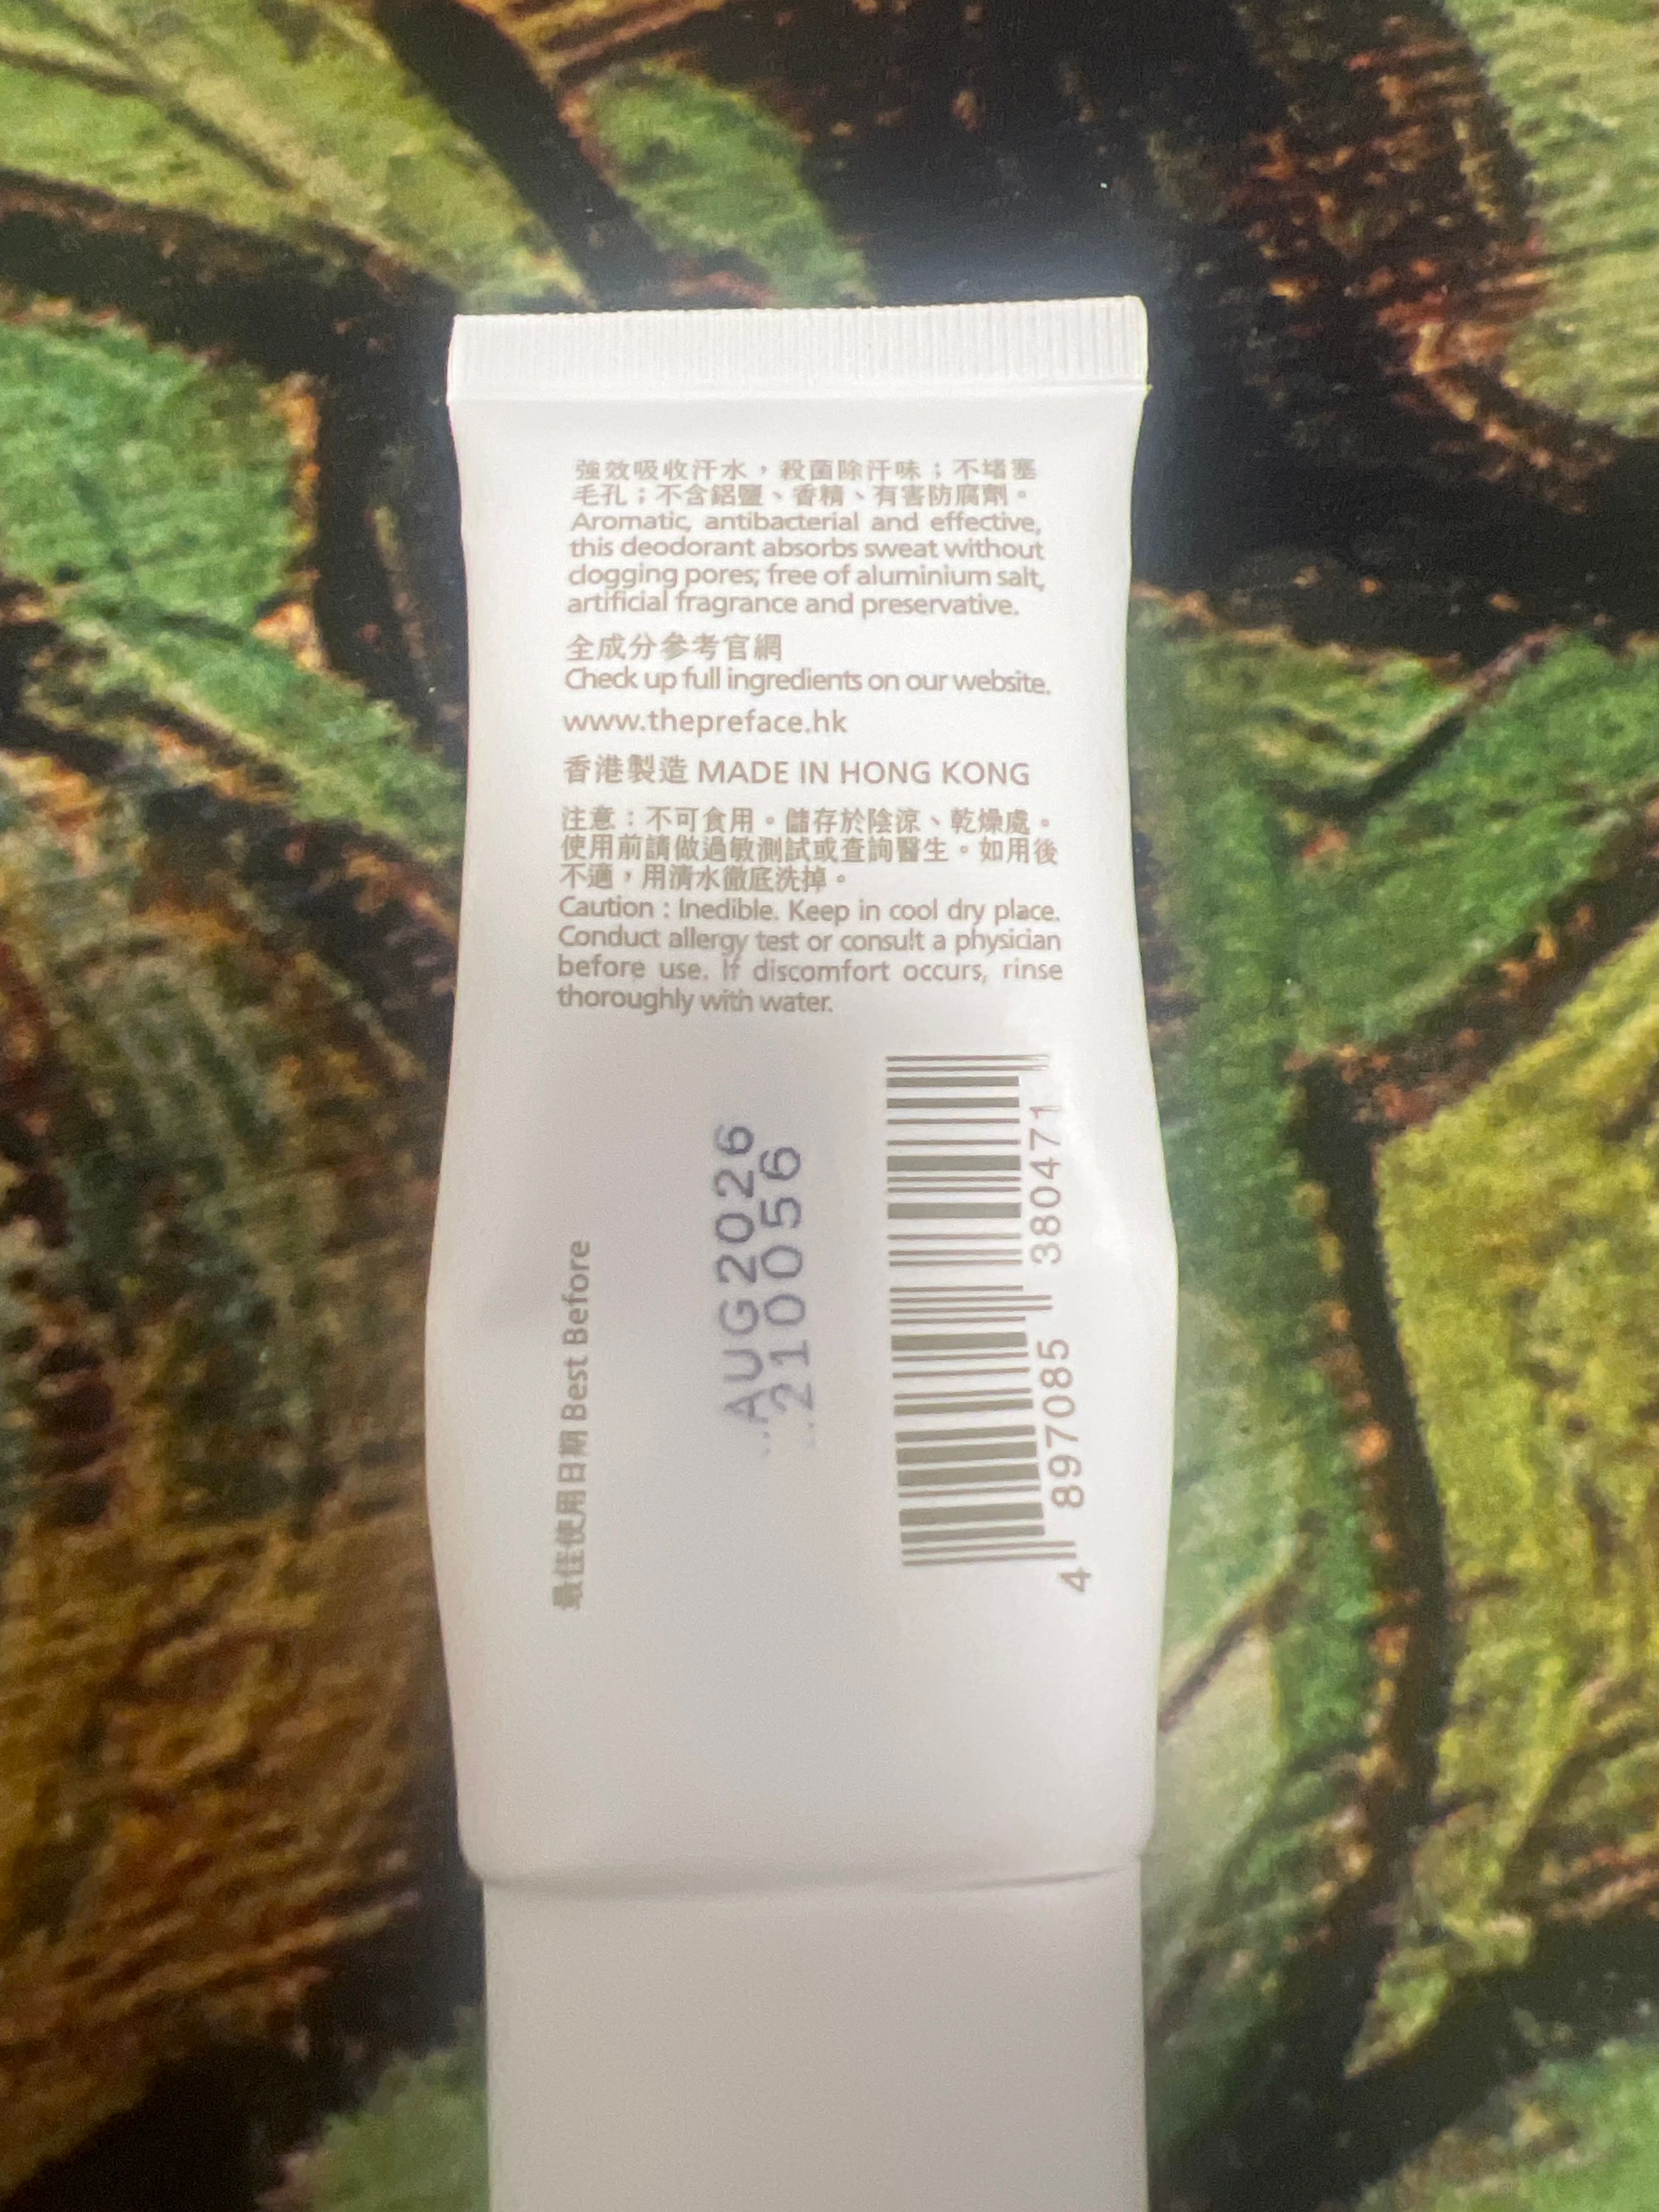 強效吸收汗水，殺菌除汗味；不堵塞
毛孔；不含鋁鹽、香精、有害防腐劑。
Aromatic, antibacterial and effective,
this deodorant absorbs sweat without
clogging pores; free of aluminium salt,
artificial fragrance and preservative.
全成分參考官網
Check up full ingredients on our website.
www.thepreface.hk
香港製造 MADE IN HONG KONG
注意：不可食用。儲存於陰涼、乾燥處。
使用前請做過敏測試或查詢醫生。如用後
不適，用清水徹底洗掉。
Caution : Inedible. Keep in cool dry place.
Conduct allergy test or consult a physician
before use. If discomfort occurs, rinse
thoroughly with water.
最佳使用日期 Best Before
AUG2026
210056
4 897085 380471